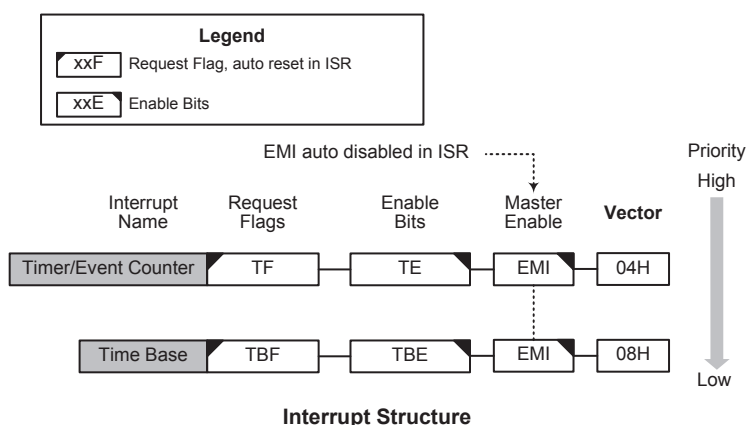 Legend
xxF Request Flag, auto reset in ISR
xxE Enable Bits
EMI auto disabled in ISR
Priority
High
Interrupt Name
Request Flags
Enable Bits
Master Enable
Vector
Timer/Event Counter TF TE EMI 04H
Time Base TBF TBE EMI 08H
Low
Interrupt Structure